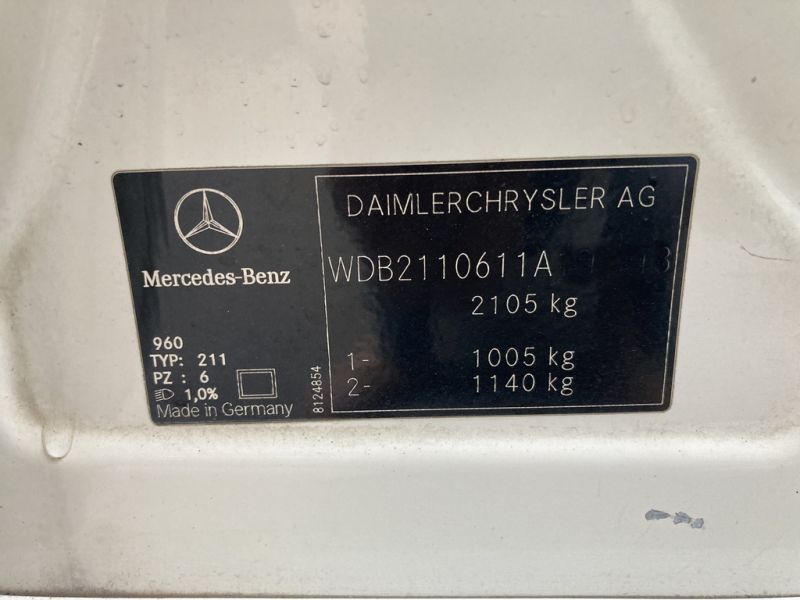 DAIMLERCHRYSLER AG
Mercedes-Benz
WDB2110611A
2105 kg
960
TYP: 211
PZ : 6
1,0%
Made in Germany
8124854
1- 1005 kg
2- 1140 kg